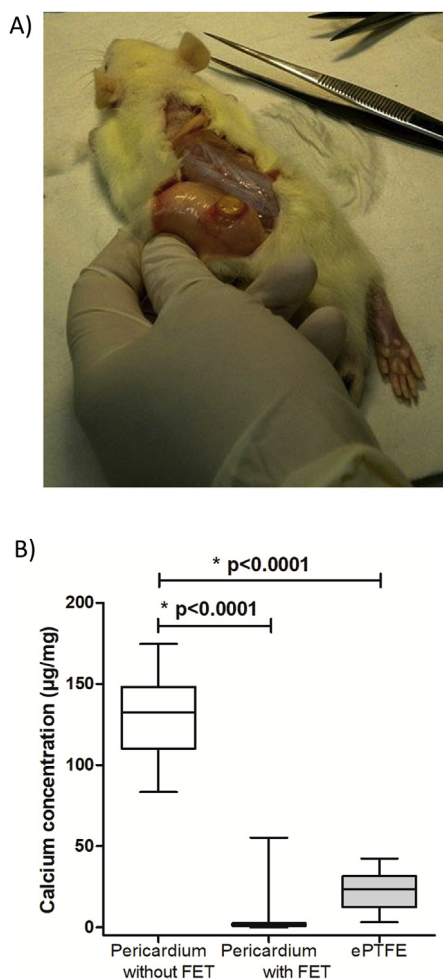 A)
B)
* p<0.0001
* p<0.0001
Calcium concentration (µg/mg)
200
150
100
50
0
Pericardium without FET
Pericardium with FET
ePTFE